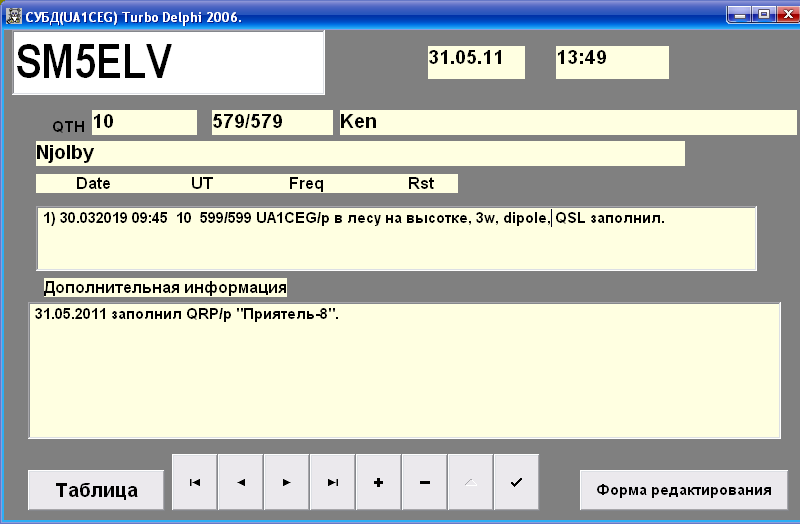 СУБД(UA1CEG) Turbo Delphi 2006.
SM5ELV 31.05.11 13:49
QTH 10 579/579 Ken
Njolby
Date UT Freq Rst
1) 30.032019 09:45 10 599/599 UA1CEG/p в лесу на высотке, 3w, dipole, QSL заполнил.
Дополнительная информация
31.05.2011 заполнил QRP/p "Приятель-8".
Таблица Форма редактирования